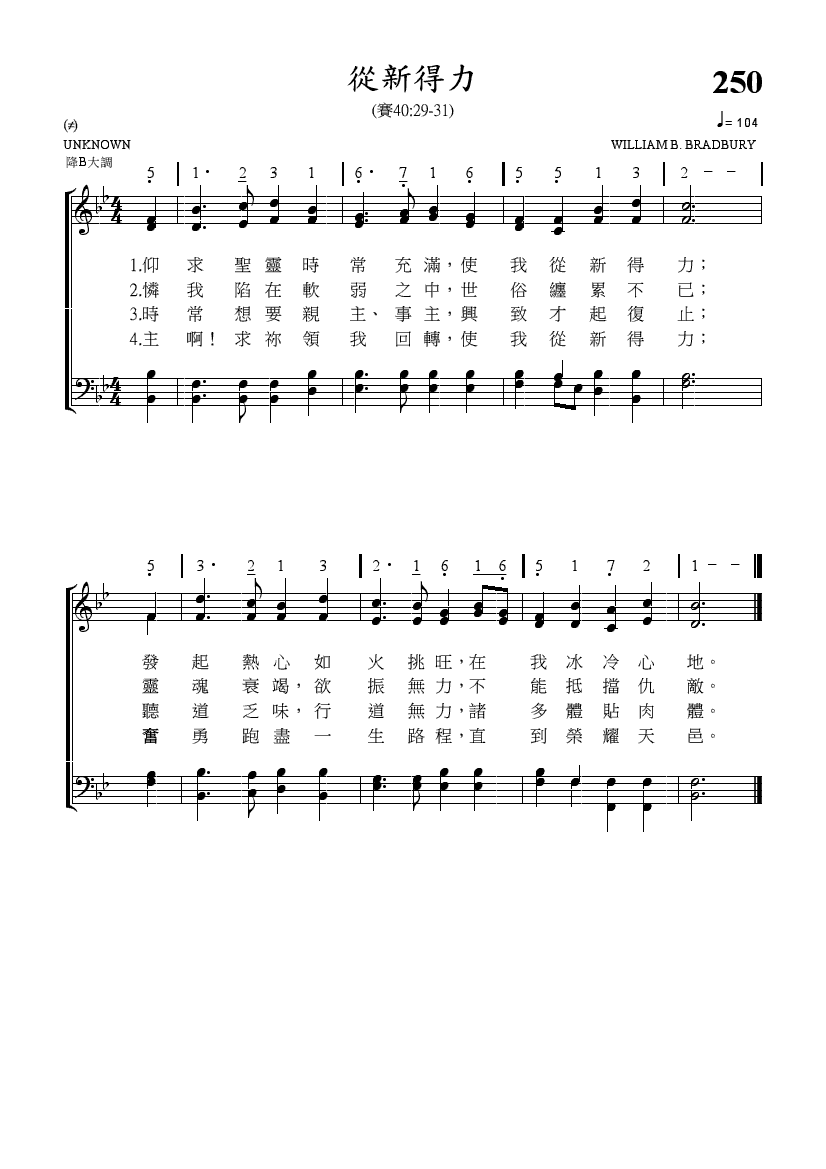 從新得力
250
(賽40:29-31)
(≠)
♩= 104
UNKNOWN
WILLIAM B. BRADBURY
降B大調
5 | 1· 2 3 1 | 6· 7 1 6 | 5 5 1 3 | 2 – – |
1.仰求聖靈時常充滿,使我從新得力;
2.憐我陷在軟弱之中,世俗纏累不已;
3.時常想要親主、事主,興致才起復止;
4.主啊!求祢領我回轉,使我從新得力;
5 | 3· 2 1 3 | 2· 1 6 1 6 | 5 1 7 2 | 1 – – |
發起熱心如火挑旺,在我冰冷心地。
靈魂衰竭,欲振無力,不能抵擋仇敵。
聽道乏味,行道無力,諸多體貼肉體。
奮勇跑盡一生路程,直到榮耀天邑。